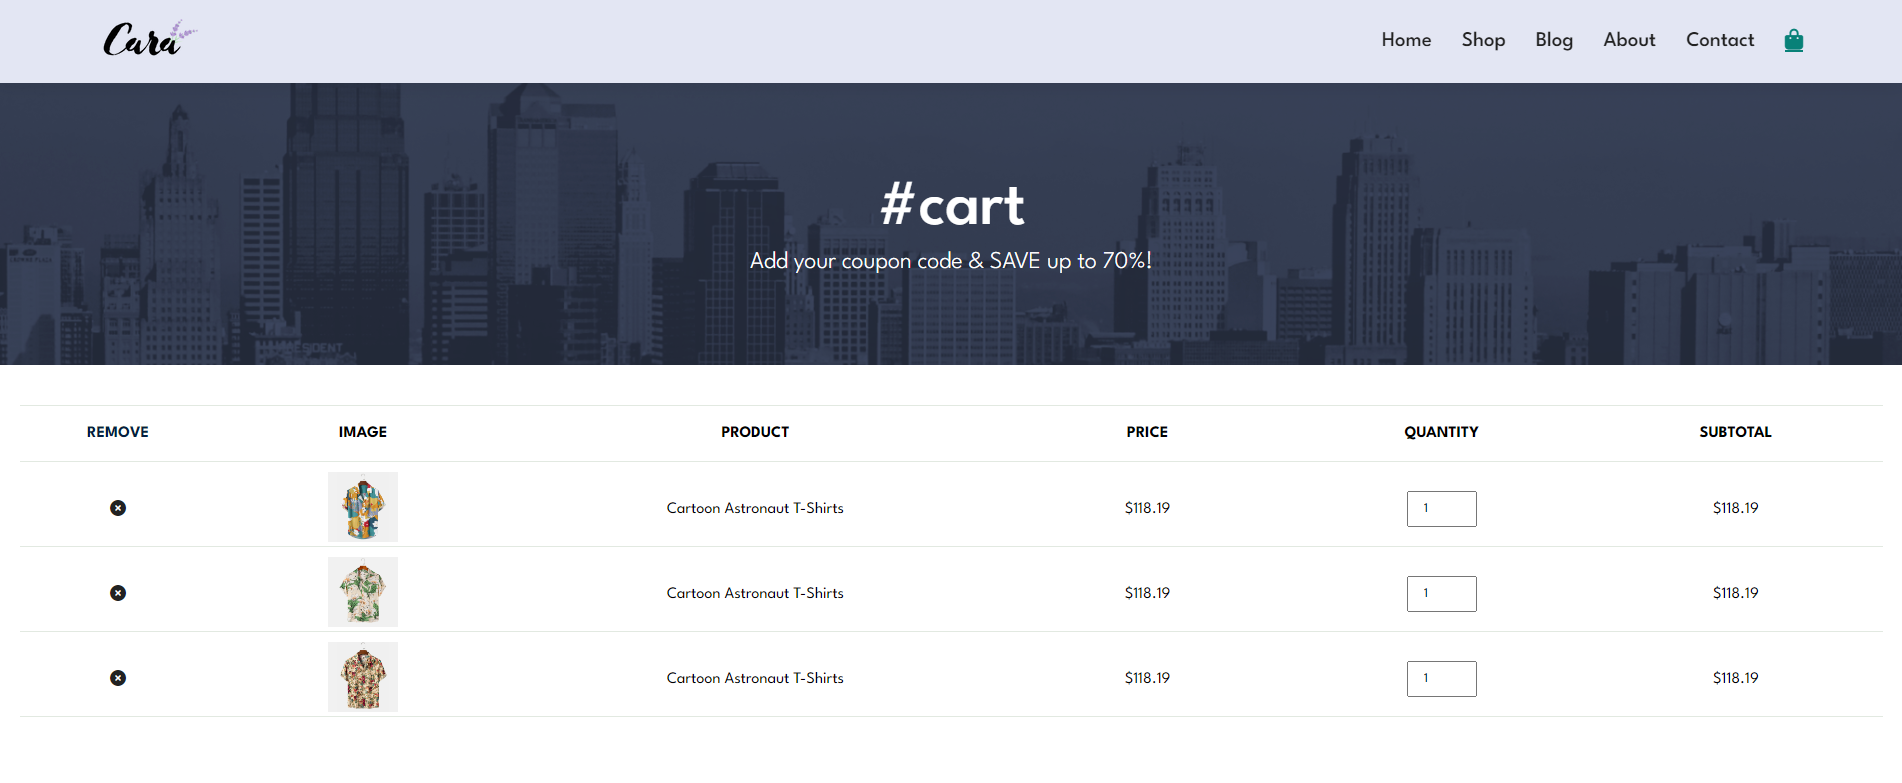 Cara
Home Shop Blog About Contact
#cart
Add your coupon code & SAVE up to 70%!
REMOVE IMAGE PRODUCT PRICE QUANTITY SUBTOTAL
Cartoon Astronaut T-Shirts $118.19 1 $118.19
Cartoon Astronaut T-Shirts $118.19 1 $118.19
Cartoon Astronaut T-Shirts $118.19 1 $118.19